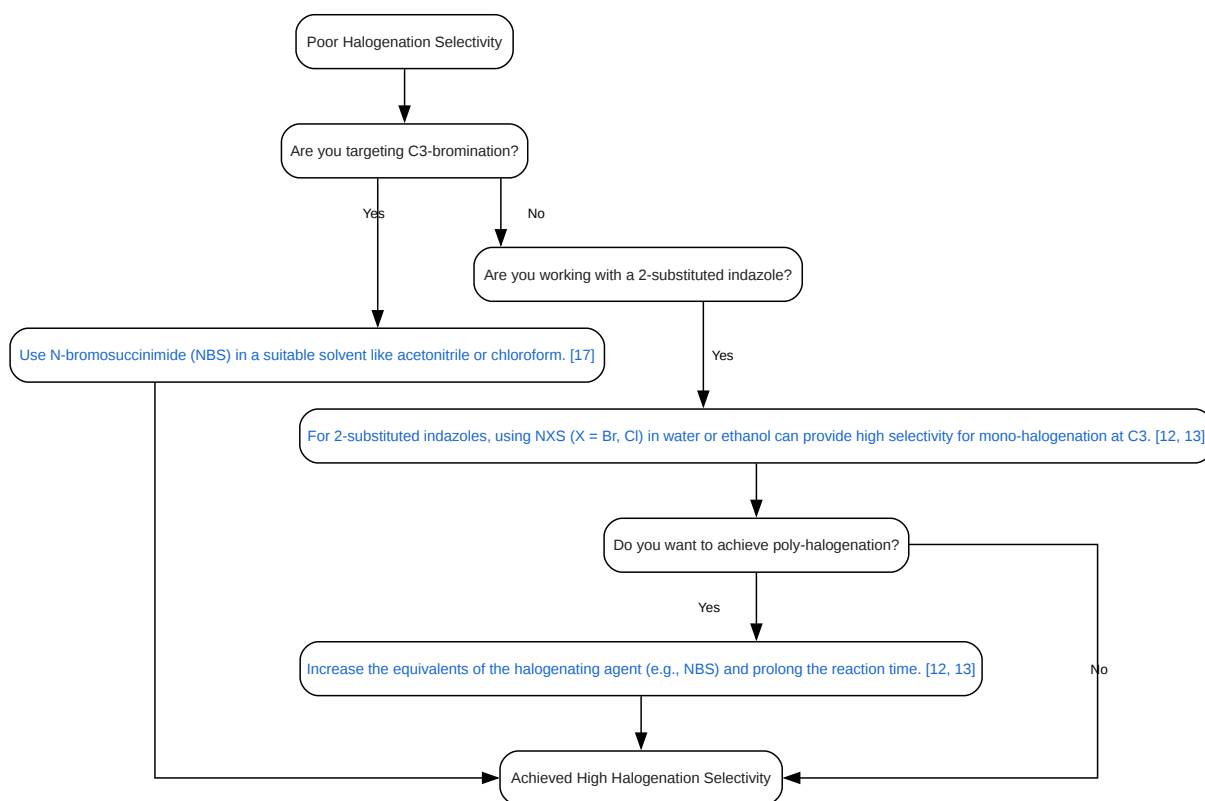 Poor Halogenation Selectivity
Are you targeting C3-bromination?
Yes
No
Are you working with a 2-substituted indazole?
Use N-bromosuccinimide (NBS) in a suitable solvent like acetonitrile or chloroform. [17]
Yes
For 2-substituted indazoles, using NXS (X = Br, Cl) in water or ethanol can provide high selectivity for mono-halogenation at C3. [12, 13]
Do you want to achieve poly-halogenation?
Yes
Increase the equivalents of the halogenating agent (e.g., NBS) and prolong the reaction time. [12, 13]
No
Achieved High Halogenation Selectivity